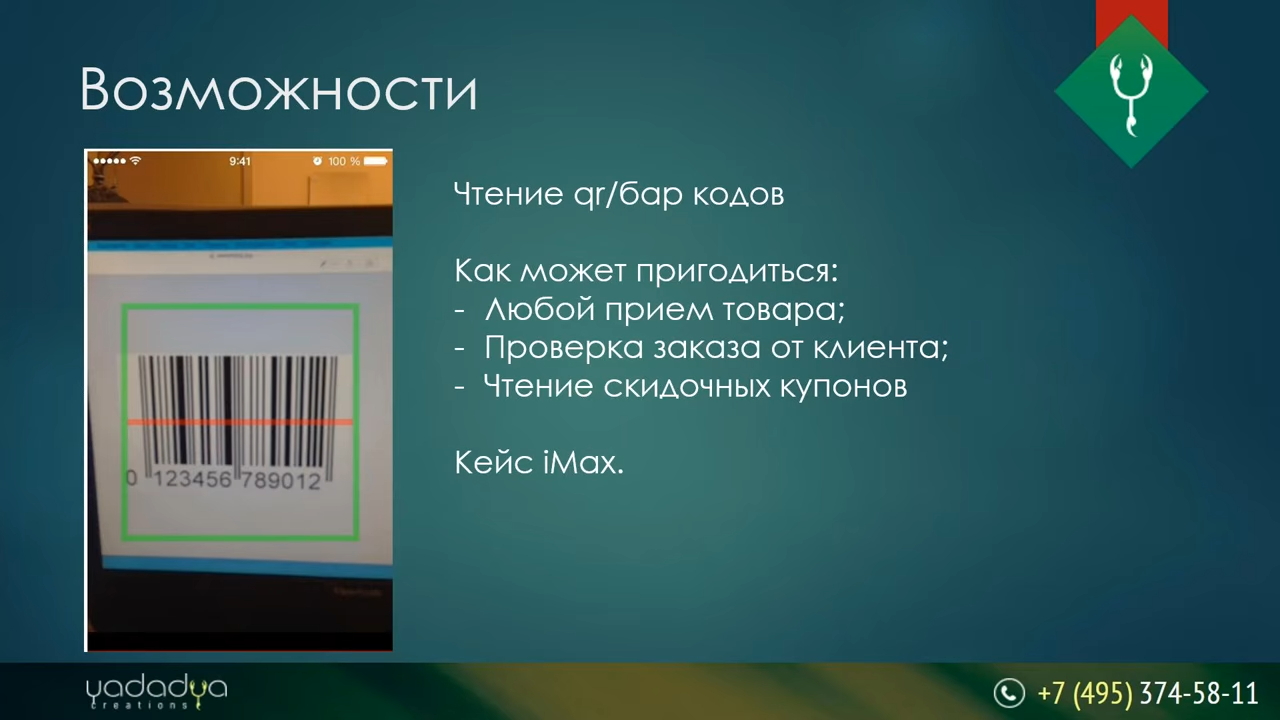 Возможности
9:41
100 %
Чтение qr/бар кодов
Как может пригодиться:
- Любой прием товара;
- Проверка заказа от клиента;
- Чтение скидочных купонов
Кейс iMax.
0 123456 789012
yadadya
creations
+7 (495) 374-58-11